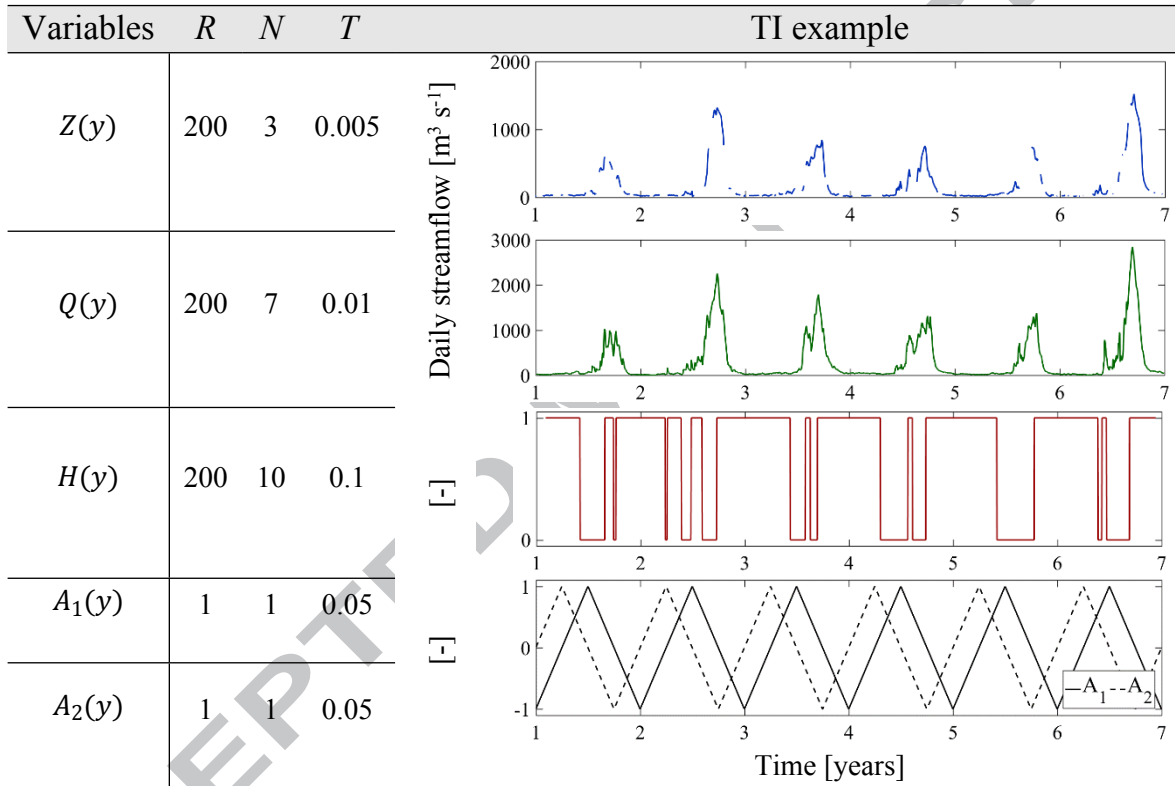 Variables R N T TI example
Z(y) 200 3 0.005
Q(y) 200 7 0.01
H(y) 200 10 0.1
A₁(y) 1 1 0.05
A₂(y) 1 1 0.05
Daily streamflow [m³ s⁻¹]
2000
1000
0
1 2 3 4 5 6 7
3000
2000
1000
0
1 2 3 4 5 6 7
[-]
1
0
1 2 3 4 5 6 7
[-]
1
0
-1
A₁ A₂
1 2 3 4 5 6 7
Time [years]
EPTED